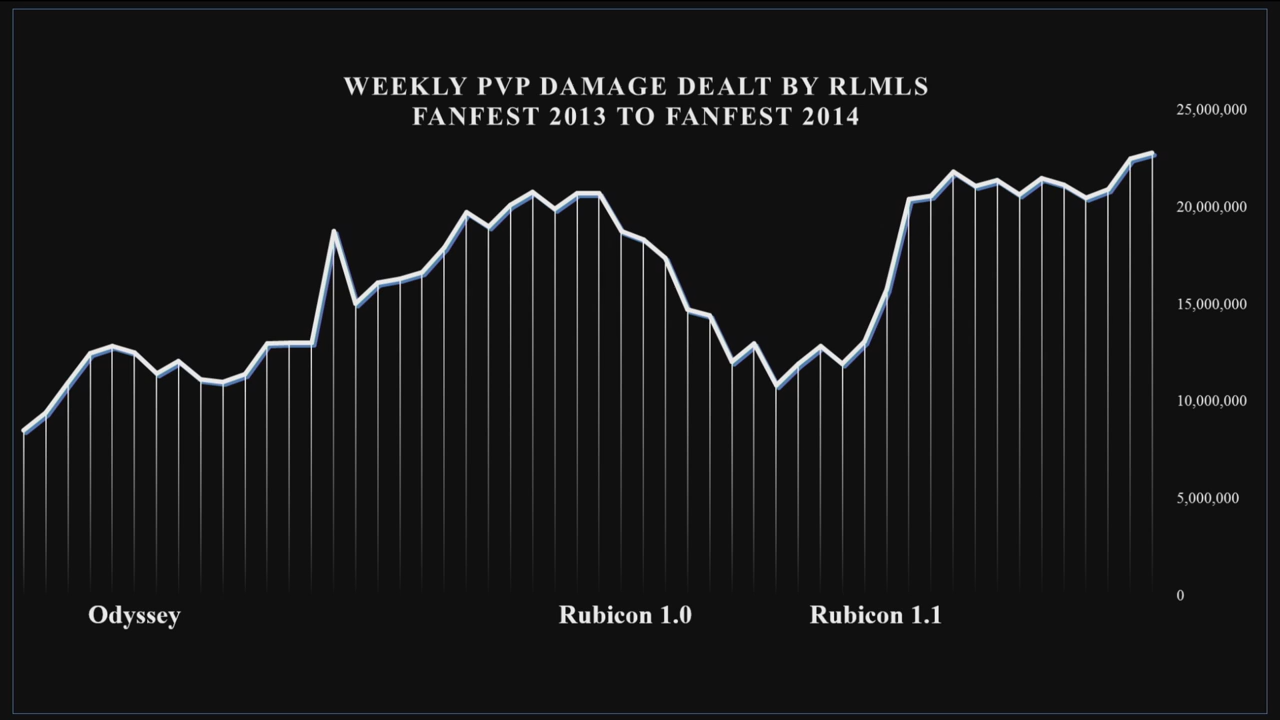 WEEKLY PVP DAMAGE DEALT BY RLMLS
FANFEST 2013 TO FANFEST 2014
25,000,000
20,000,000
15,000,000
10,000,000
5,000,000
0
Odyssey
Rubicon 1.0
Rubicon 1.1